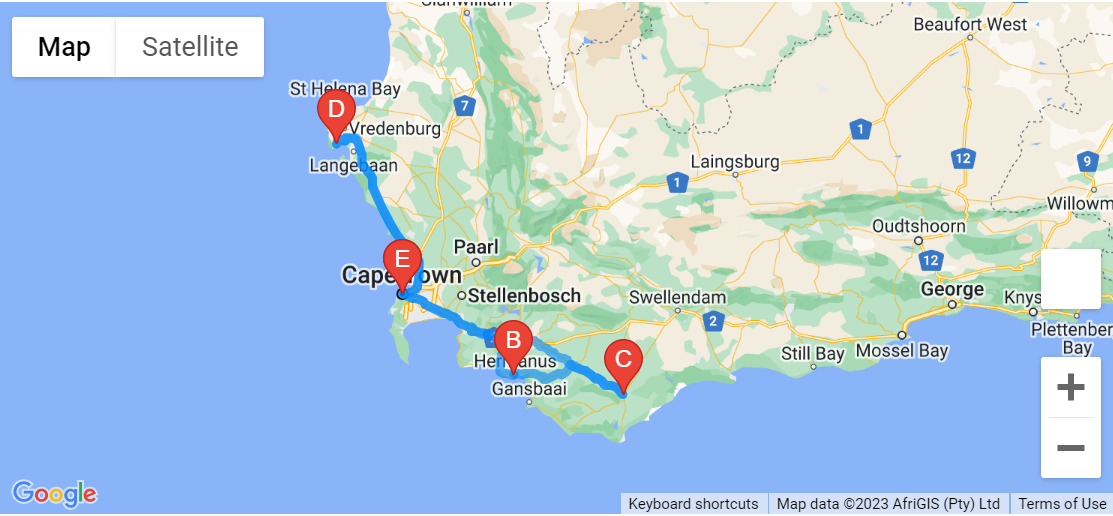 Clanwilliam
Map
Satellite
Beaufort West
St Helena Bay
D
7
Vredenburg
1
Langebaan
Laingsburg
12
9
1
Willowm
Oudtshoorn
Paarl
E
12
Cape Town
Stellenbosch
Swellendam
George
Knys
2
B
Plettenber
Bay
Hermanus
C
Still Bay
Mossel Bay
Gansbaai
+
−
Google
Keyboard shortcuts
Map data ©2023 AfriGIS (Pty) Ltd
Terms of Use